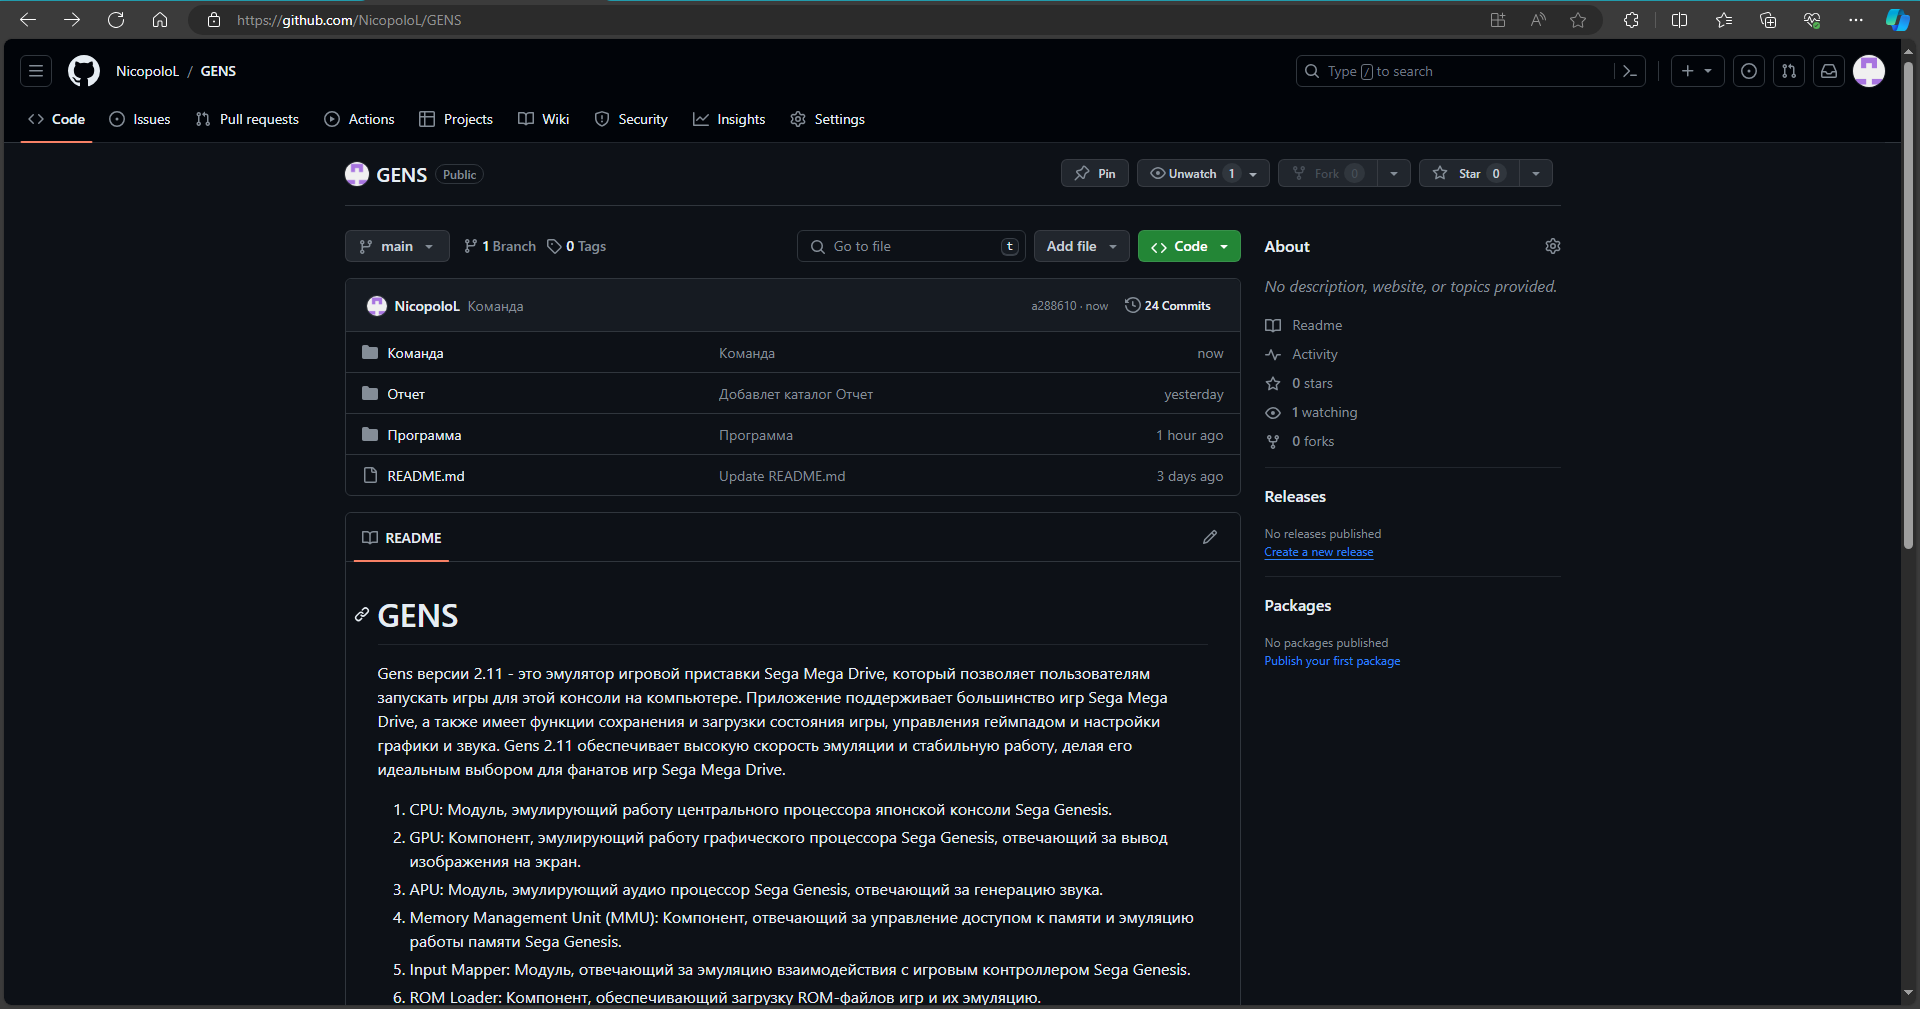 https://github.com/NicopoloL/GENS
NicopoloL / GENS
Type / to search
Code Issues Pull requests Actions Projects Wiki Security Insights Settings
GENS Public
Pin Unwatch 1 Fork 0 Star 0
main 1 Branch 0 Tags Go to file t Add file Code
NicopoloL Команда a288610 · now 24 Commits
Команда Команда now
Отчет Добавлет каталог Отчет yesterday
Программа Программа 1 hour ago
README.md Update README.md 3 days ago
README
GENS
Gens версии 2.11 - это эмулятор игровой приставки Sega Mega Drive, который позволяет пользователям
запускать игры для этой консоли на компьютере. Приложение поддерживает большинство игр Sega Mega
Drive, а также имеет функции сохранения и загрузки состояния игры, управления геймпадом и настройки
графики и звука. Gens 2.11 обеспечивает высокую скорость эмуляции и стабильную работу, делая его
идеальным выбором для фанатов игр Sega Mega Drive.
1. CPU: Модуль, эмулирующий работу центрального процессора японской консоли Sega Genesis.
2. GPU: Компонент, эмулирующий работу графического процессора Sega Genesis, отвечающий за вывод
изображения на экран.
3. APU: Модуль, эмулирующий аудио процессор Sega Genesis, отвечающий за генерацию звука.
4. Memory Management Unit (MMU): Компонент, отвечающий за управление доступом к памяти и эмуляцию
работы памяти Sega Genesis.
5. Input Mapper: Модуль, отвечающий за эмуляцию взаимодействия с игровым контроллером Sega Genesis.
6. ROM Loader: Компонент, обеспечивающий загрузку ROM-файлов игр и их эмуляцию.
About
No description, website, or topics provided.
Readme
Activity
0 stars
1 watching
0 forks
Releases
No releases published
Create a new release
Packages
No packages published
Publish your first package